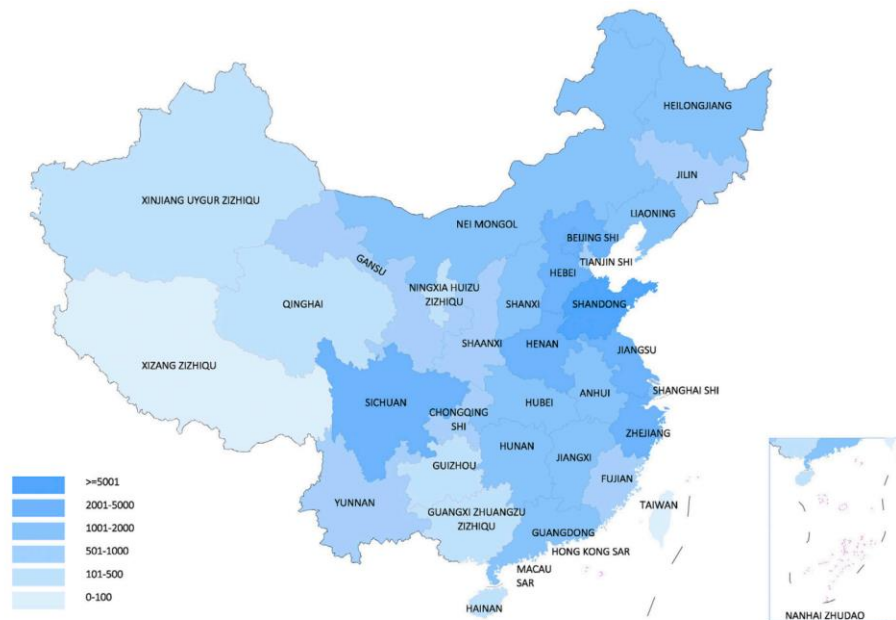 HEILONGJIANG
JILIN
XINJIANG UYGUR ZIZHIQU
LIAONING
NEI MONGOL
BEIJING SHI
TIANJIN SHI
GANSU
HEBEI
NINGXIA HUIZU
ZIZHIQU
QINGHAI
SHANXI
SHANDONG
SHAANXI
HENAN
JIANGSU
XIZANG ZIZHIQU
SHANGHAI SHI
ANHUI
SICHUAN
HUBEI
CHONGQING
SHI
ZHEJIANG
HUNAN
JIANGXI
GUIZHOU
FUJIAN
YUNNAN
TAIWAN
GUANGXI ZHUANGZU
ZIZHIQU
GUANGDONG
HONG KONG SAR
MACAU
SAR
HAINAN
NANHAI ZHUDAO
>=5001
2001-5000
1001-2000
501-1000
101-500
0-100